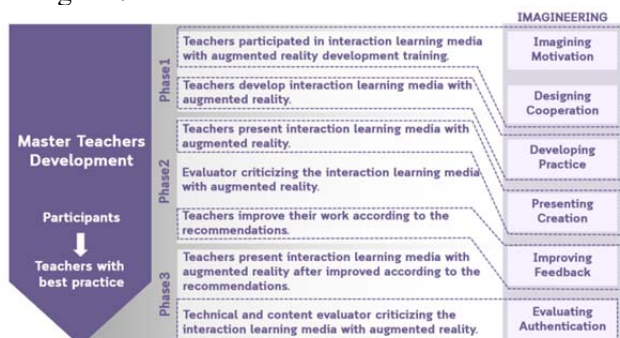 IMAGINEERING
Master Teachers
Development
Participants
Teachers with
best practice
Phase1
Teachers participated in interaction learning media
with augmented reality development training.
Teachers develop interaction learning media with
augmented reality.
Phase2
Teachers present interaction learning media with
augmented reality.
Evaluator criticizing the interaction learning media
with augmented reality.
Teachers improve their work according to the
recommendations.
Phase3
Teachers present interaction learning media with
augmented reality after improved according to the
recommendations.
Technical and content evaluator criticizing the
interaction learning media with augmented reality.
Imagining
Motivation
Designing
Cooperation
Developing
Practice
Presenting
Creation
Improving
Feedback
Evaluating
Authentication